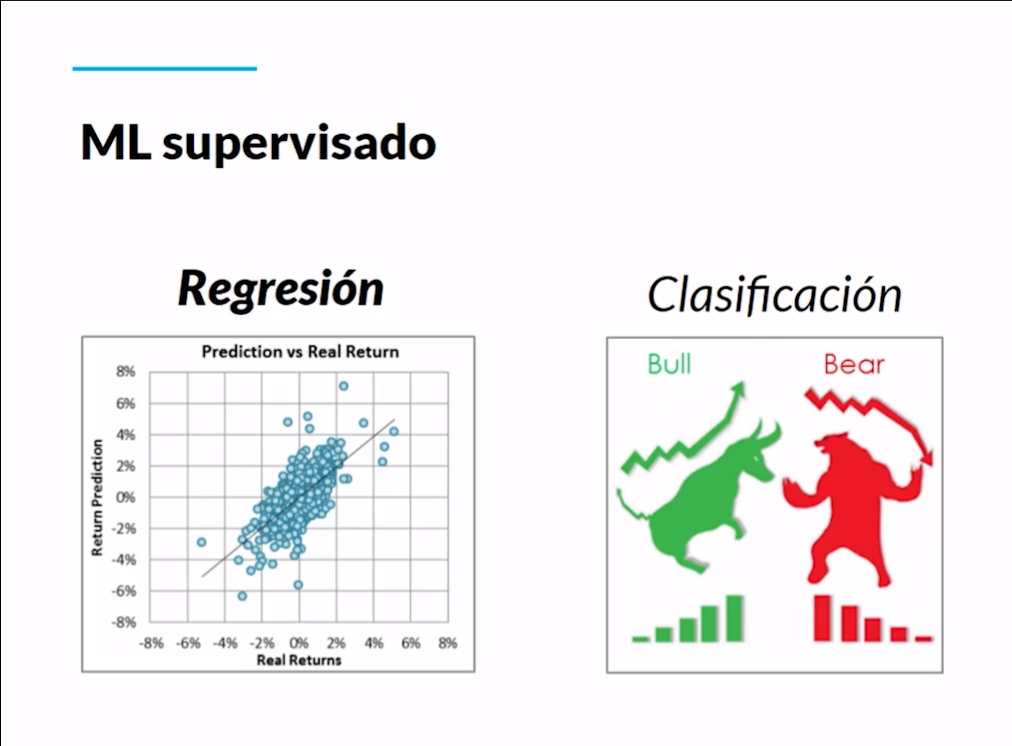 ML supervisado
Regresión
Clasificación
Prediction vs Real Return
8%
6%
4%
2%
0%
-2%
-4%
-6%
-8%
Return Prediction
-8% -6% -4% -2% 0% 2% 4% 6% 8%
Real Returns
Bull Bear